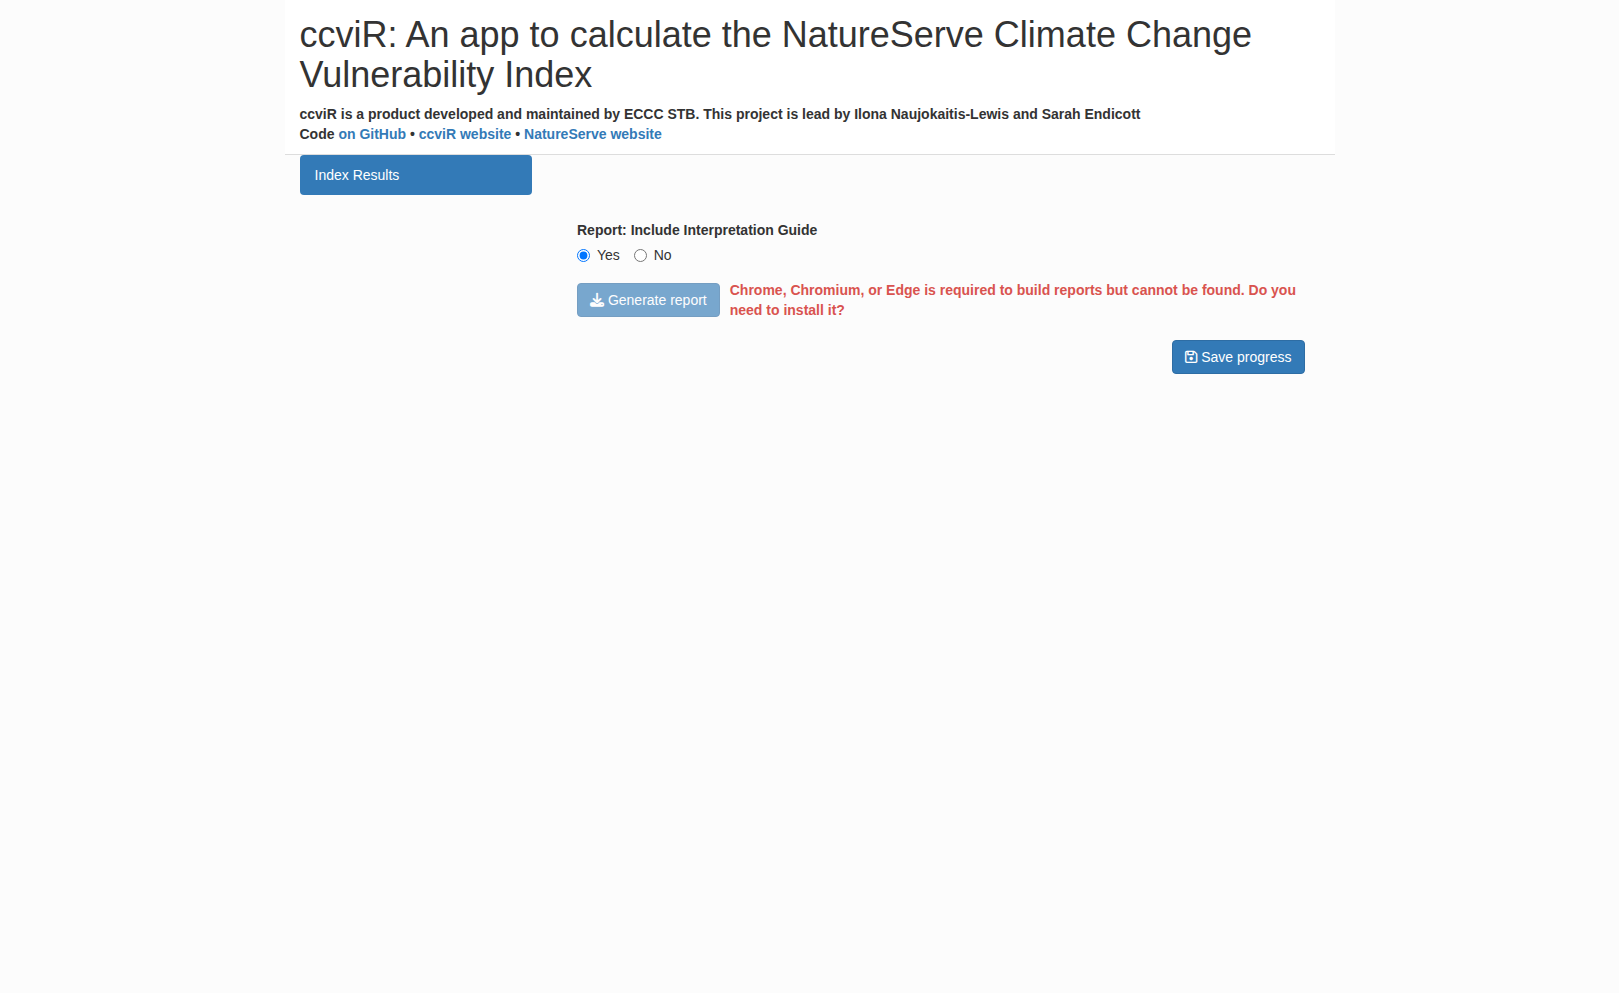 ccviR: An app to calculate the NatureServe Climate Change
Vulnerability Index
ccviR is a product developed and maintained by ECCC STB. This project is lead by Ilona Naujokaitis-Lewis and Sarah Endicott
Code on GitHub • ccviR website • NatureServe website
Index Results
Report: Include Interpretation Guide
Yes No
Generate report
Chrome, Chromium, or Edge is required to build reports but cannot be found. Do you
need to install it?
Save progress